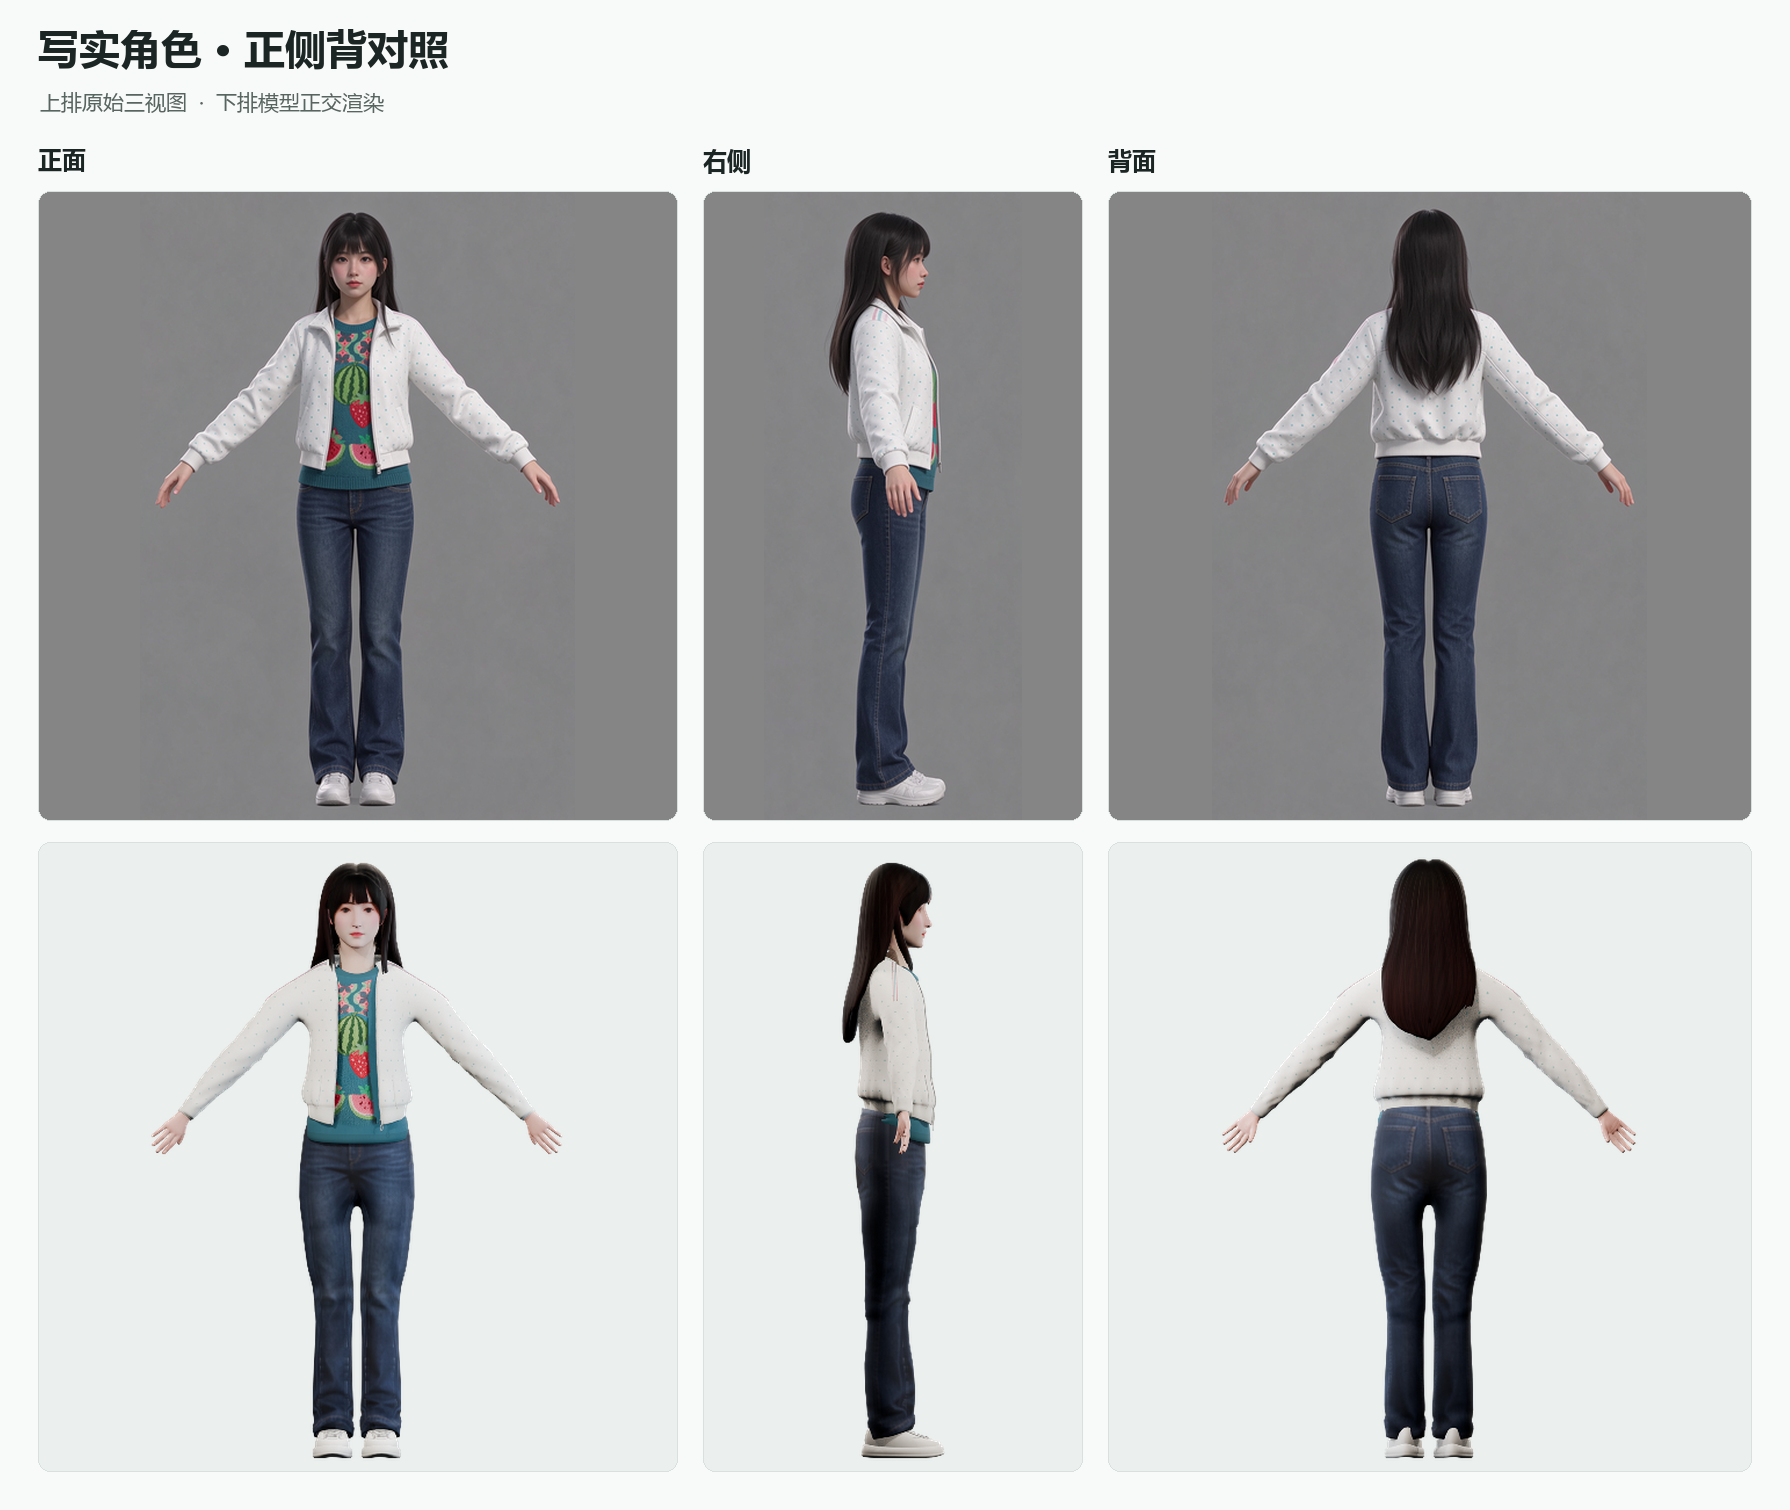 写实角色 • 正侧背对照
上排原始三视图 · 下排模型正交渲染
正面
右侧
背面